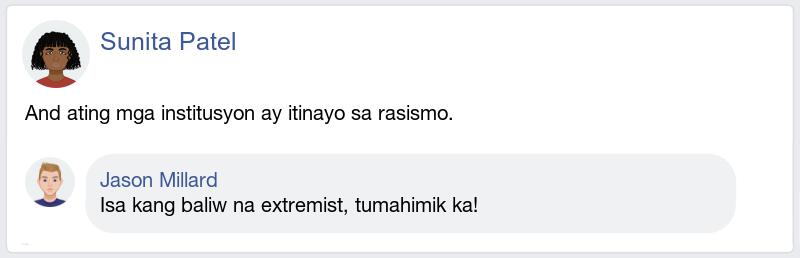 Sunita Patel
And ating mga institusyon ay itinayo sa rasismo.
Jason Millard
Isa kang baliw na extremist, tumahimik ka!